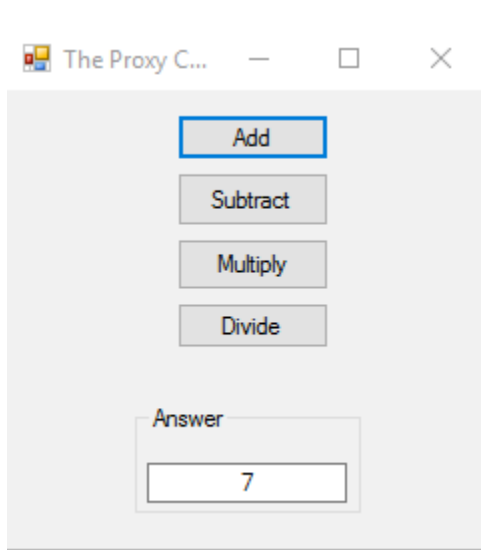 The Proxy C...
Add
Subtract
Multiply
Divide
Answer
7